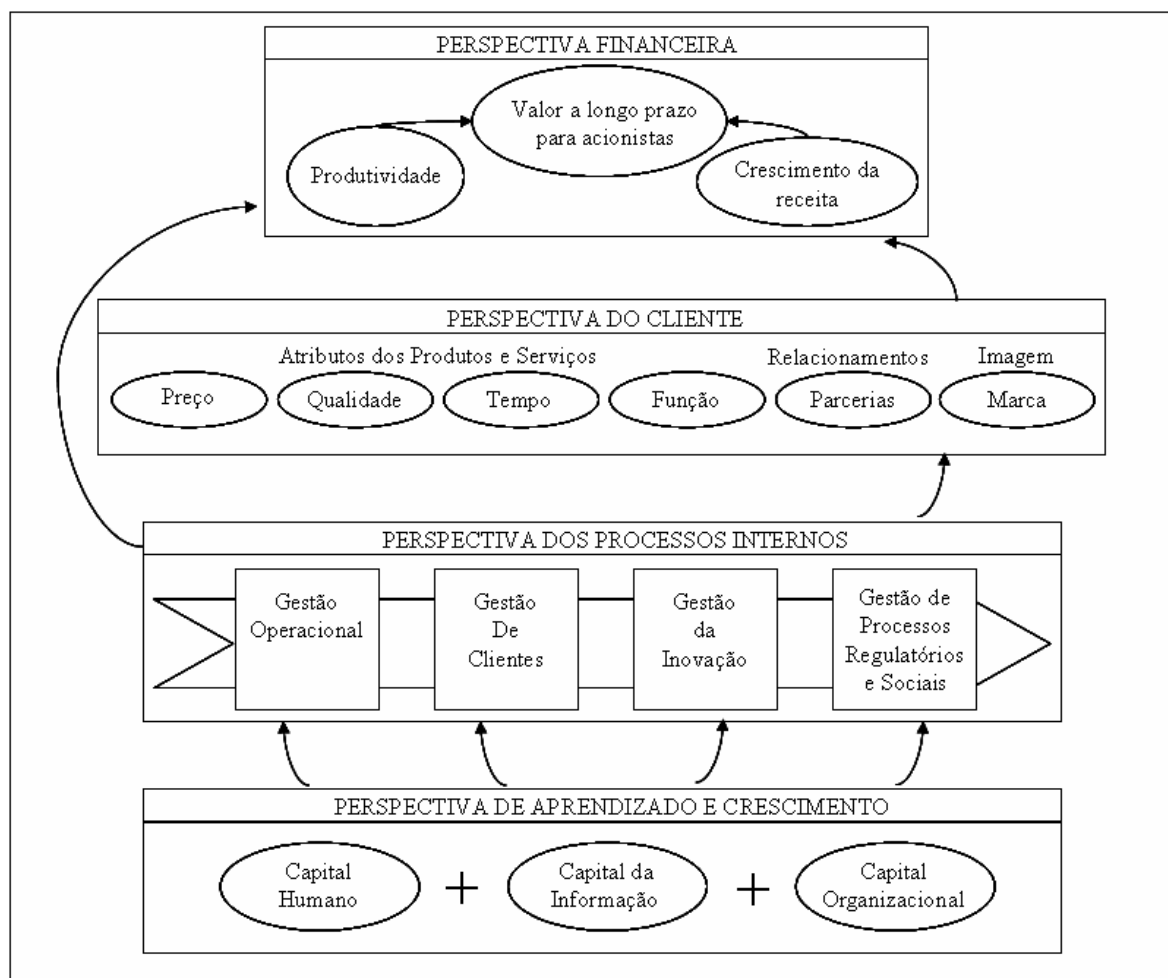 PERSPECTIVA FINANCEIRA
Valor a longo prazo
para acionistas
Produtividade
Crescimento da
receita
PERSPECTIVA DO CLIENTE
Atributos dos Produtos e Serviços
Relacionamentos
Imagem
Preço
Qualidade
Tempo
Função
Parcerias
Marca
PERSPECTIVA DOS PROCESSOS INTERNOS
Gestão
Operacional
Gestão
De
Clientes
Gestão
da
Inovação
Gestão de
Processos
Regulatórios
e Sociais
PERSPECTIVA DE APRENDIZADO E CRESCIMENTO
Capital
Humano
+
Capital da
Informação
+
Capital
Organizacional